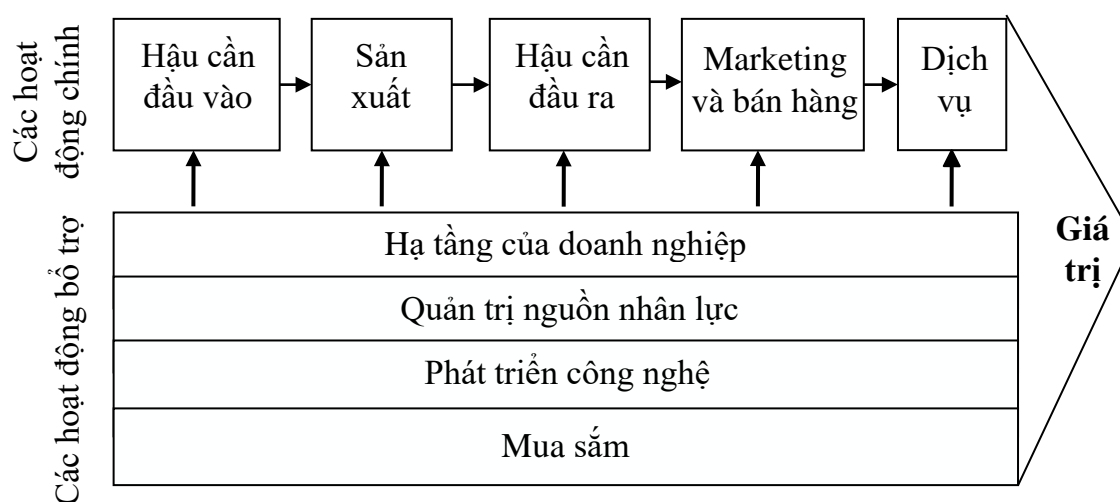 Các hoạt
động chính
Hậu cần
đầu vào
Sản
xuất
Hậu cần
đầu ra
Marketing
và bán hàng
Dịch
vụ
Các hoạt động bổ trợ
Hạ tầng của doanh nghiệp
Quản trị nguồn nhân lực
Phát triển công nghệ
Mua sắm
Giá
trị